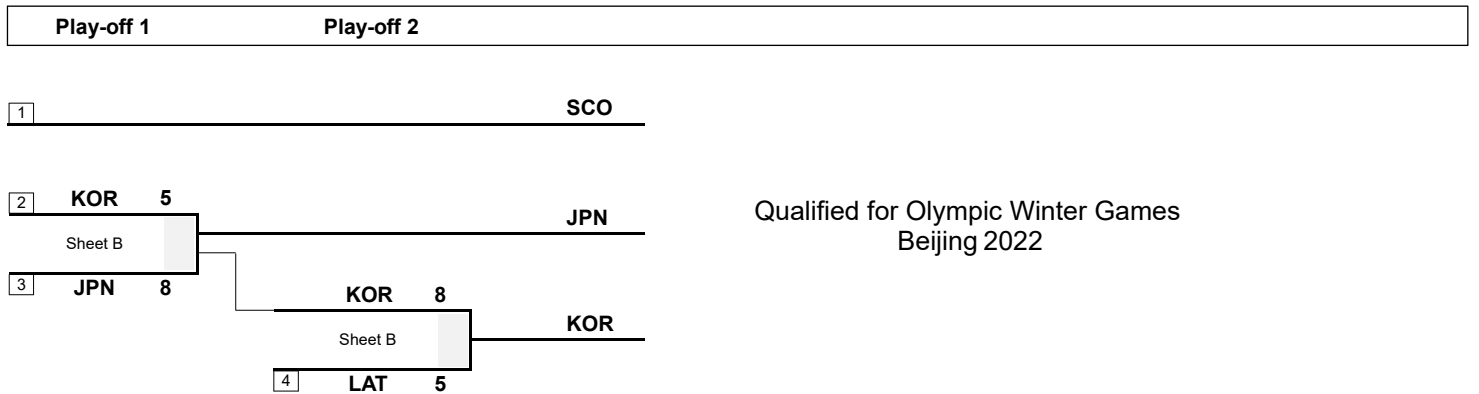 Play-off 1 Play-off 2
1 SCO
2 KOR 5
JPN
Qualified for Olympic Winter Games
Beijing 2022
Sheet B
3 JPN 8
KOR 8
KOR
Sheet B
4 LAT 5